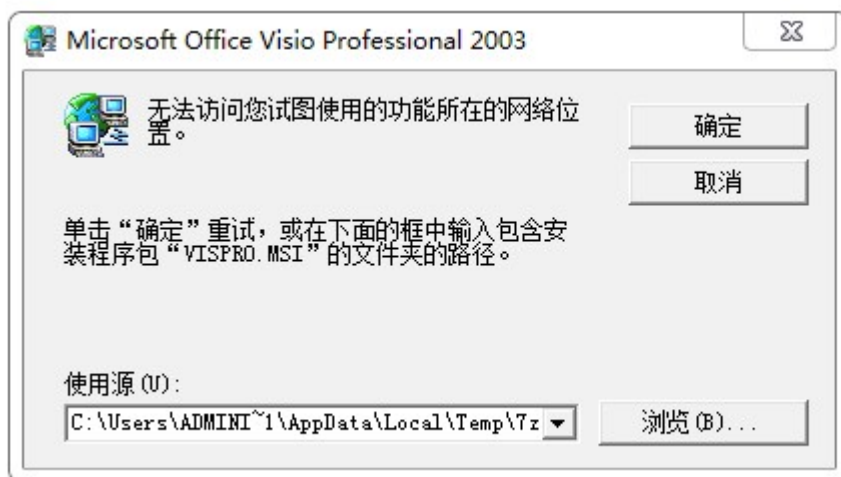 Microsoft Office Visio Professional 2003
无法访问您试图使用的功能所在的网络位
置。
确定
取消
单击“确定”重试，或在下面的框中输入包含安
装程序包“VISPRO.MSI”的文件夹的路径。
使用源(U):
C:\Users\ADMINI~1\AppData\Local\Temp\7z
浏览(B)...